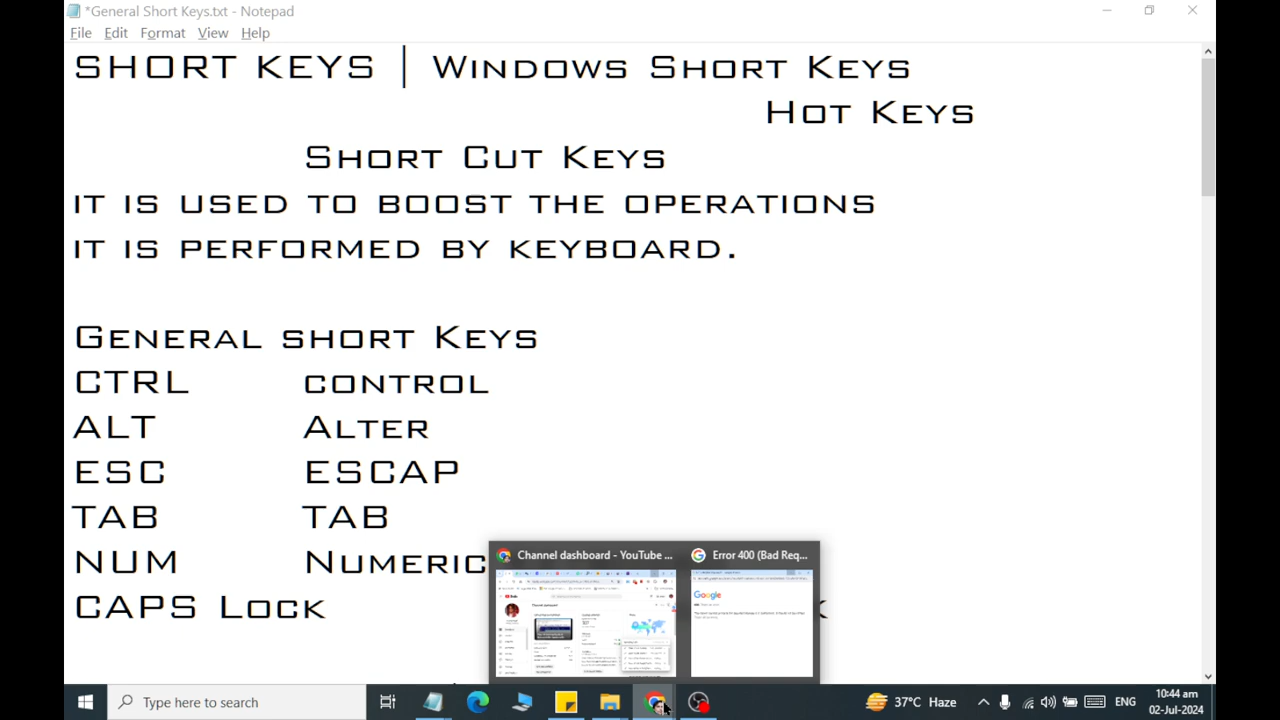 *General Short Keys.txt - Notepad
File Edit Format View Help
SHORT KEYS | Windows Short Keys
Hot Keys
Short Cut Keys
it is used to boost the operations
it is performed by keyboard.
General short Keys
CTRL control
ALT Alter
ESC ESCAP
TAB TAB
NUM Numeric
CAPS Lock
Channel dashboard - YouTube ...
Error 400 (Bad Req...
Google
Type here to search
37°C Haze
ENG
10:44 am
02-Jul-2024